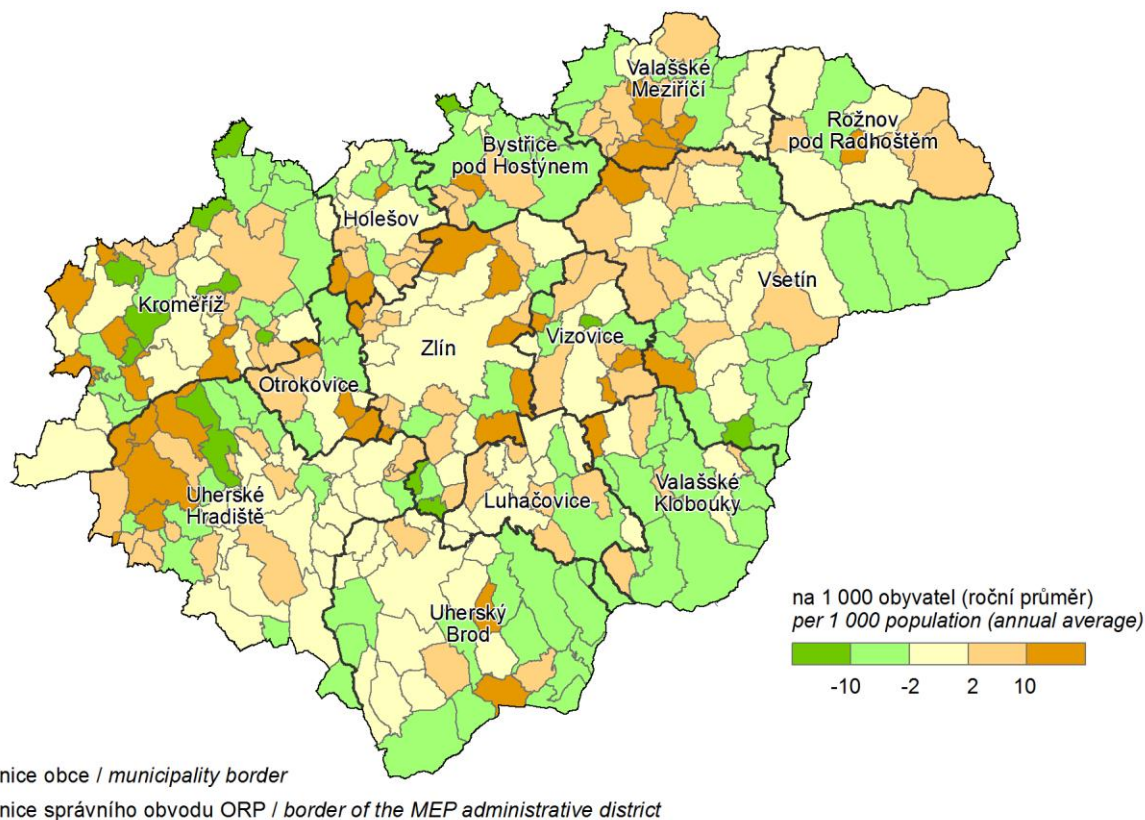 Valašské
Meziříčí
Rožnov
pod Radhoštěm
Bystřice
pod Hostýnem
Holešov
Vsetín
Kroměříž
Zlín
Vizovice
Otrokovice
Uherské
Hradiště
Luhačovice
Valašské
Klobouky
Uherský
Brod
na 1 000 obyvatel (roční průměr)
per 1 000 population (annual average)
-10 -2 2 10
nice obce / municipality border
nice správního obvodu ORP / border of the MEP administrative district